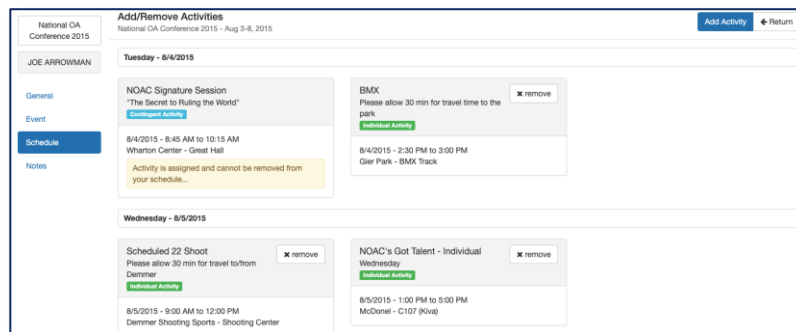 National OA
Conference 2015
JOE ARROWMAN
General
Event
Schedule
Notes
Add/Remove Activities
National OA Conference 2015 - Aug 3-8, 2015
Add Activity
Return
Tuesday - 8/4/2015
NOAC Signature Session
"The Secret to Ruling the World"
Contingent Activity
8/4/2015 - 8:45 AM to 10:15 AM
Wharton Center - Great Hall
Activity is assigned and cannot be removed from
your schedule...
BMX
Please allow 30 min for travel time to the
park
Individual Activity
remove
8/4/2015 - 2:30 PM to 3:00 PM
Gier Park - BMX Track
Wednesday - 8/5/2015
Scheduled 22 Shoot
Please allow 30 min for travel to/from
Demmer
Individual Activity
remove
8/5/2015 - 9:00 AM to 12:00 PM
Demmer Shooting Sports - Shooting Center
NOAC's Got Talent - Individual
Wednesday
Individual Activity
remove
8/5/2015 - 1:00 PM to 5:00 PM
McDonel - C107 (Kiva)